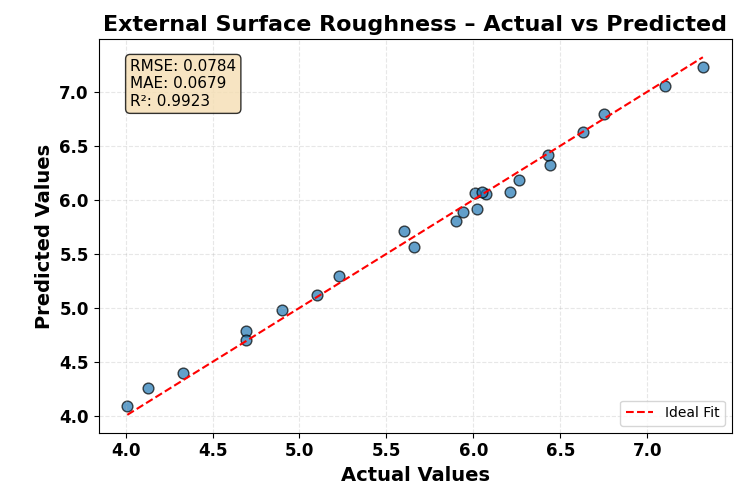 External Surface Roughness – Actual vs Predicted
RMSE: 0.0784
MAE: 0.0679
R²: 0.9923
Predicted Values
7.0
6.5
6.0
5.5
5.0
4.5
4.0
Ideal Fit
4.0 4.5 5.0 5.5 6.0 6.5 7.0
Actual Values